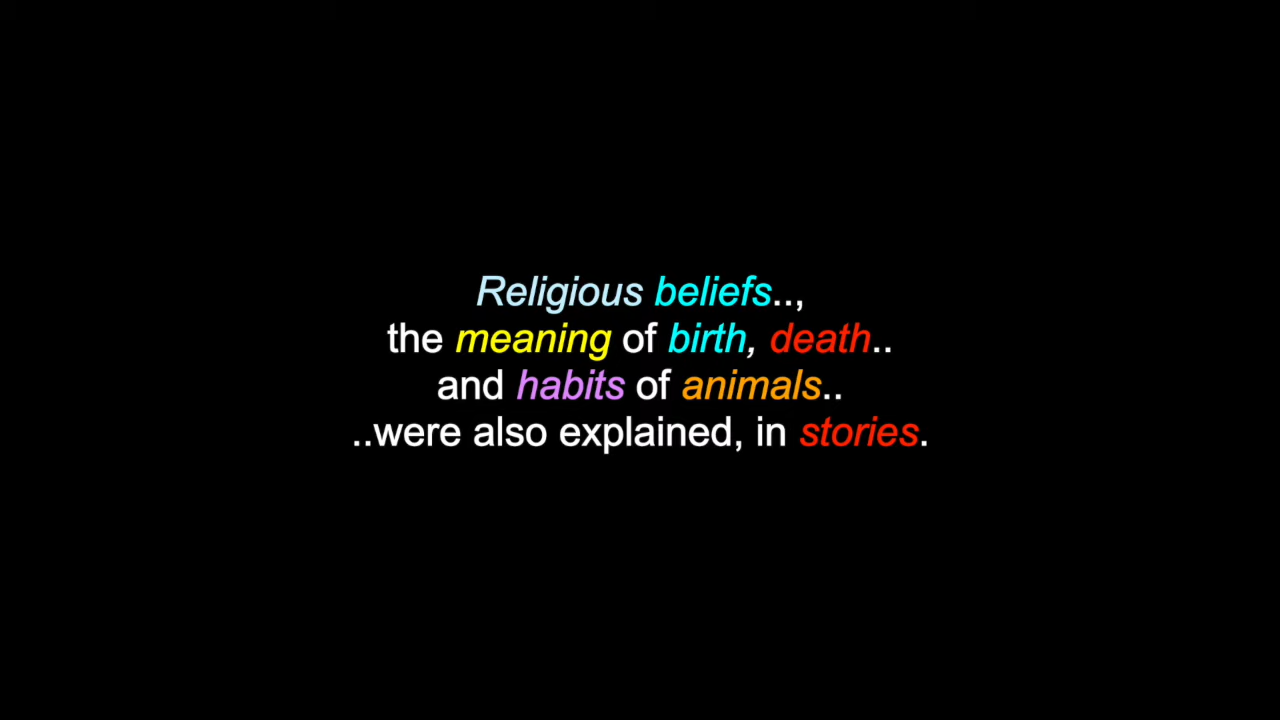 Religious beliefs..,
the meaning of birth, death..
and habits of animals..
..were also explained, in stories.